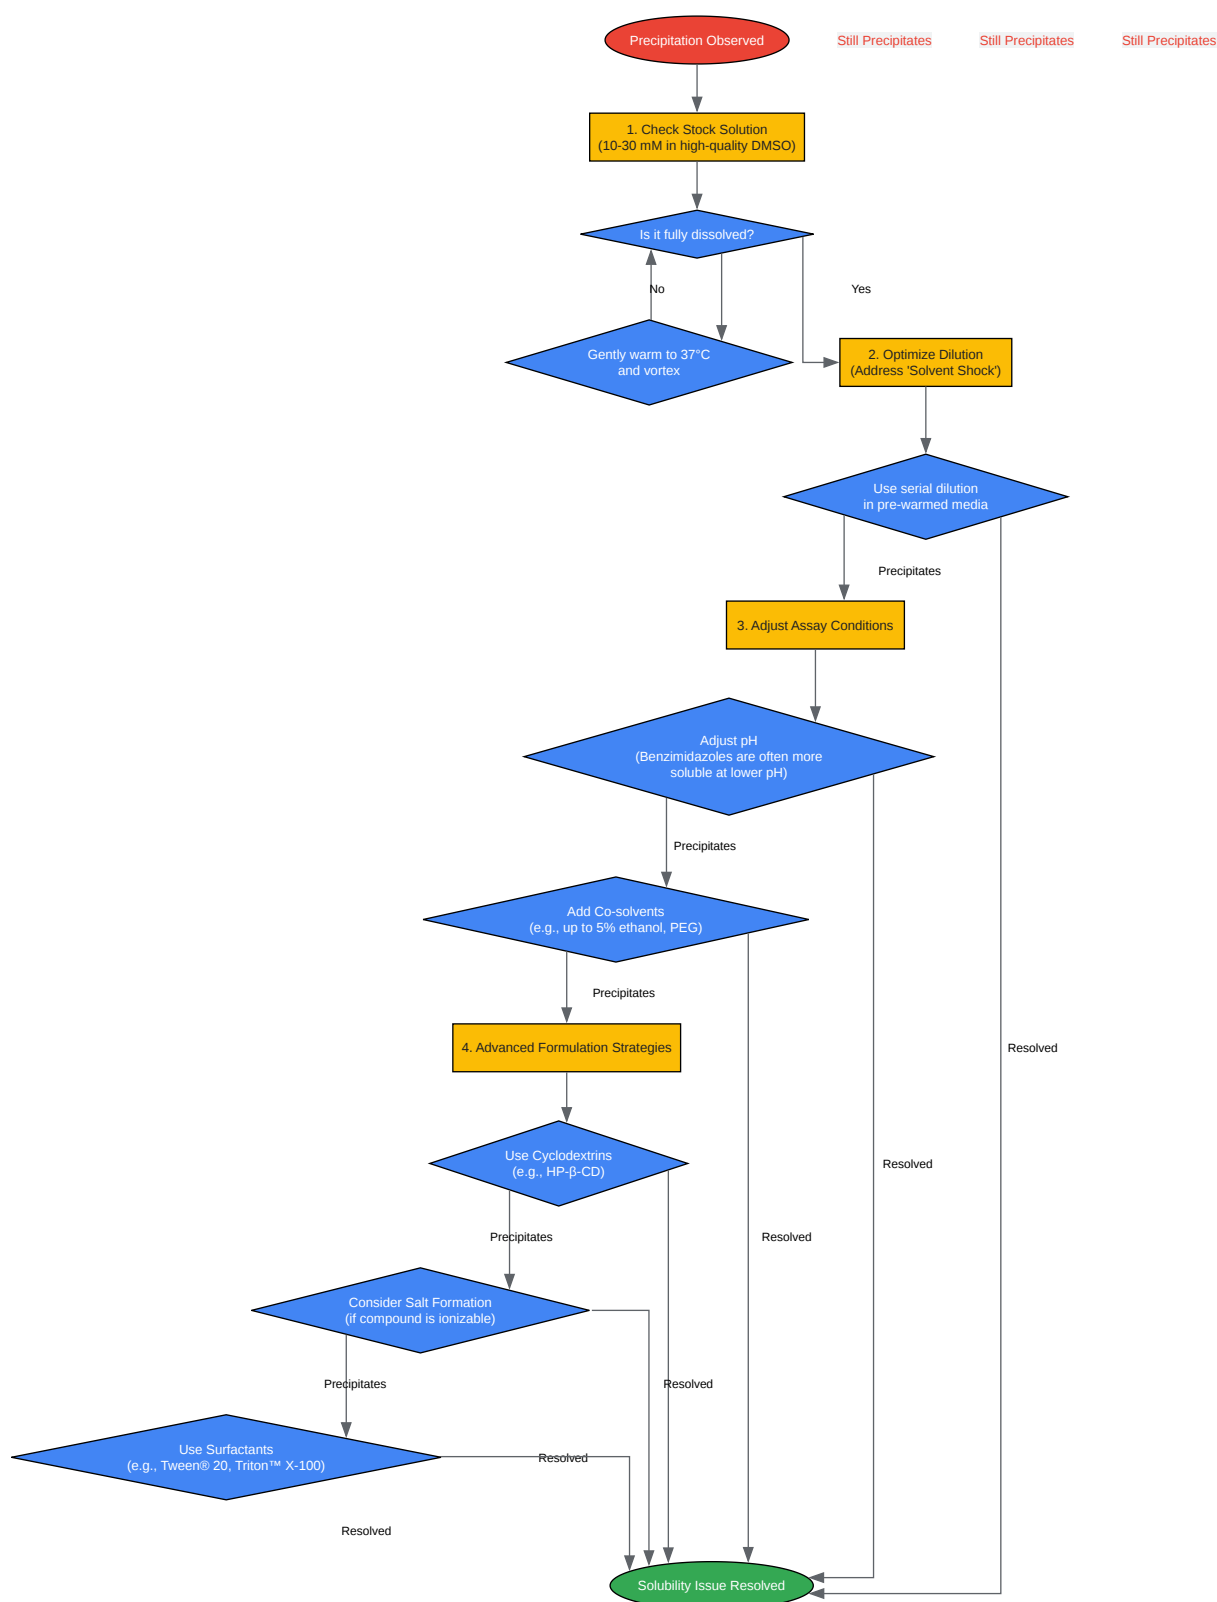 Precipitation Observed
Still Precipitates
Still Precipitates
Still Precipitates
1. Check Stock Solution
(10-30 mM in high-quality DMSO)
Is it fully dissolved?
No
Yes
Gently warm to 37°C
and vortex
2. Optimize Dilution
(Address 'Solvent Shock')
Use serial dilution
in pre-warmed media
Precipitates
3. Adjust Assay Conditions
Adjust pH
(Benzimidazoles are often more
soluble at lower pH)
Precipitates
Add Co-solvents
(e.g., up to 5% ethanol, PEG)
Precipitates
4. Advanced Formulation Strategies
Resolved
Use Cyclodextrins
(e.g., HP-β-CD)
Resolved
Precipitates
Resolved
Consider Salt Formation
(if compound is ionizable)
Precipitates
Resolved
Use Surfactants
(e.g., Tween® 20, Triton™ X-100)
Resolved
Resolved
Solubility Issue Resolved